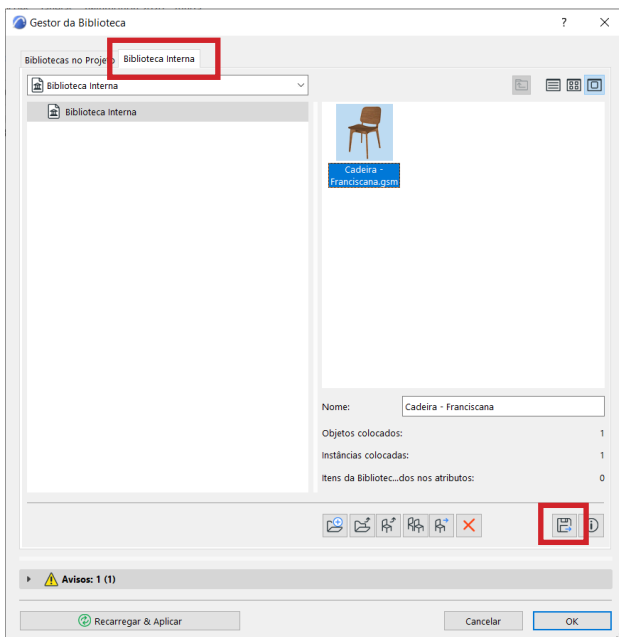 Gestor da Biblioteca
?
Bibliotecas no Projeto
Biblioteca Interna
Biblioteca Interna
Biblioteca Interna
Cadeira -
Franciscana.gsm
Nome:
Cadeira - Franciscana
Objetos colocados:
1
Instâncias colocadas:
1
Itens da Bibliotec...dos nos atributos:
0
Avisos: 1 (1)
Recarregar & Aplicar
Cancelar
OK